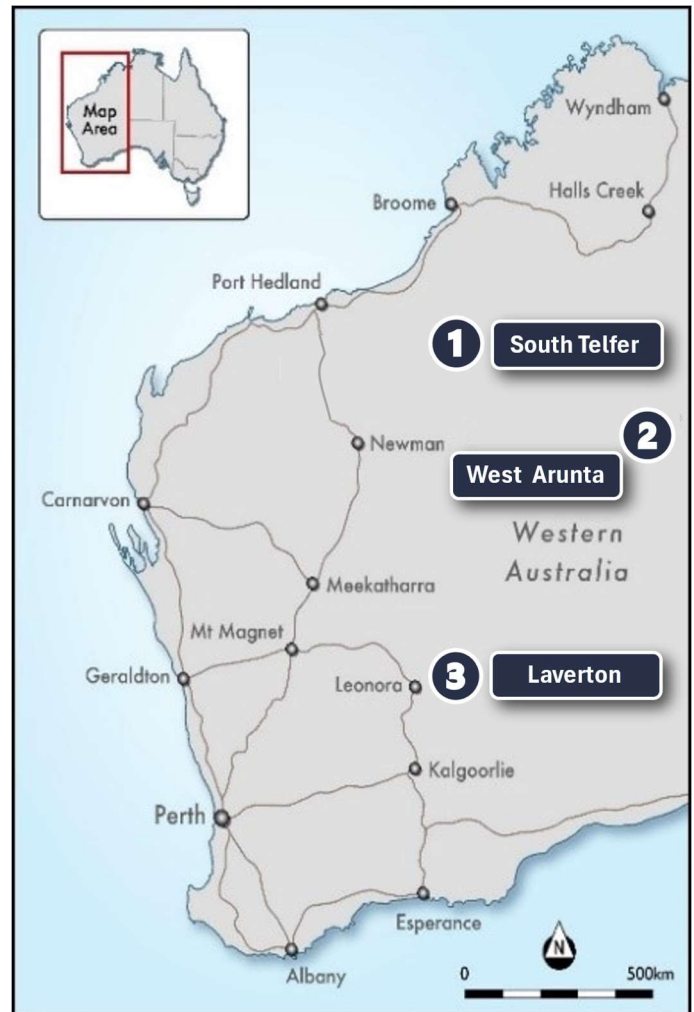 Map
Area
Wyndham
Halls Creek
Broome
Port Hedland
1 South Telfer
2
Newman
West Arunta
Carnarvon
Western
Australia
Meekatharra
Mt Magnet
Geraldton
Leonora
3 Laverton
Kalgoorlie
Perth
Esperance
Albany
N
0 500km